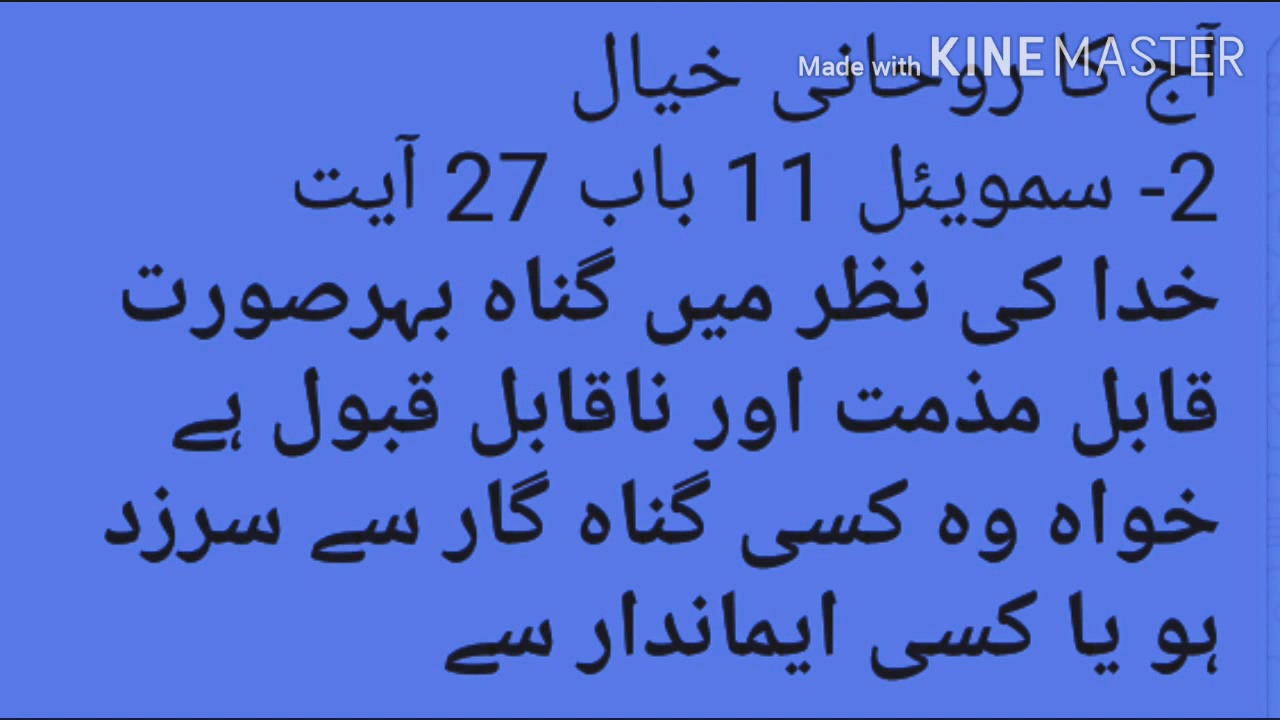 Made with KINEMASTER
آج کا روحانی خیال
2- سمویئل 11 باب 27 آیت
خدا کی نظر میں گناہ بہرصورت
قابل مذمت اور ناقابل قبول ہے
خواہ وہ کسی گناہ گار سے سرزد
ہو یا کسی ایماندار سے